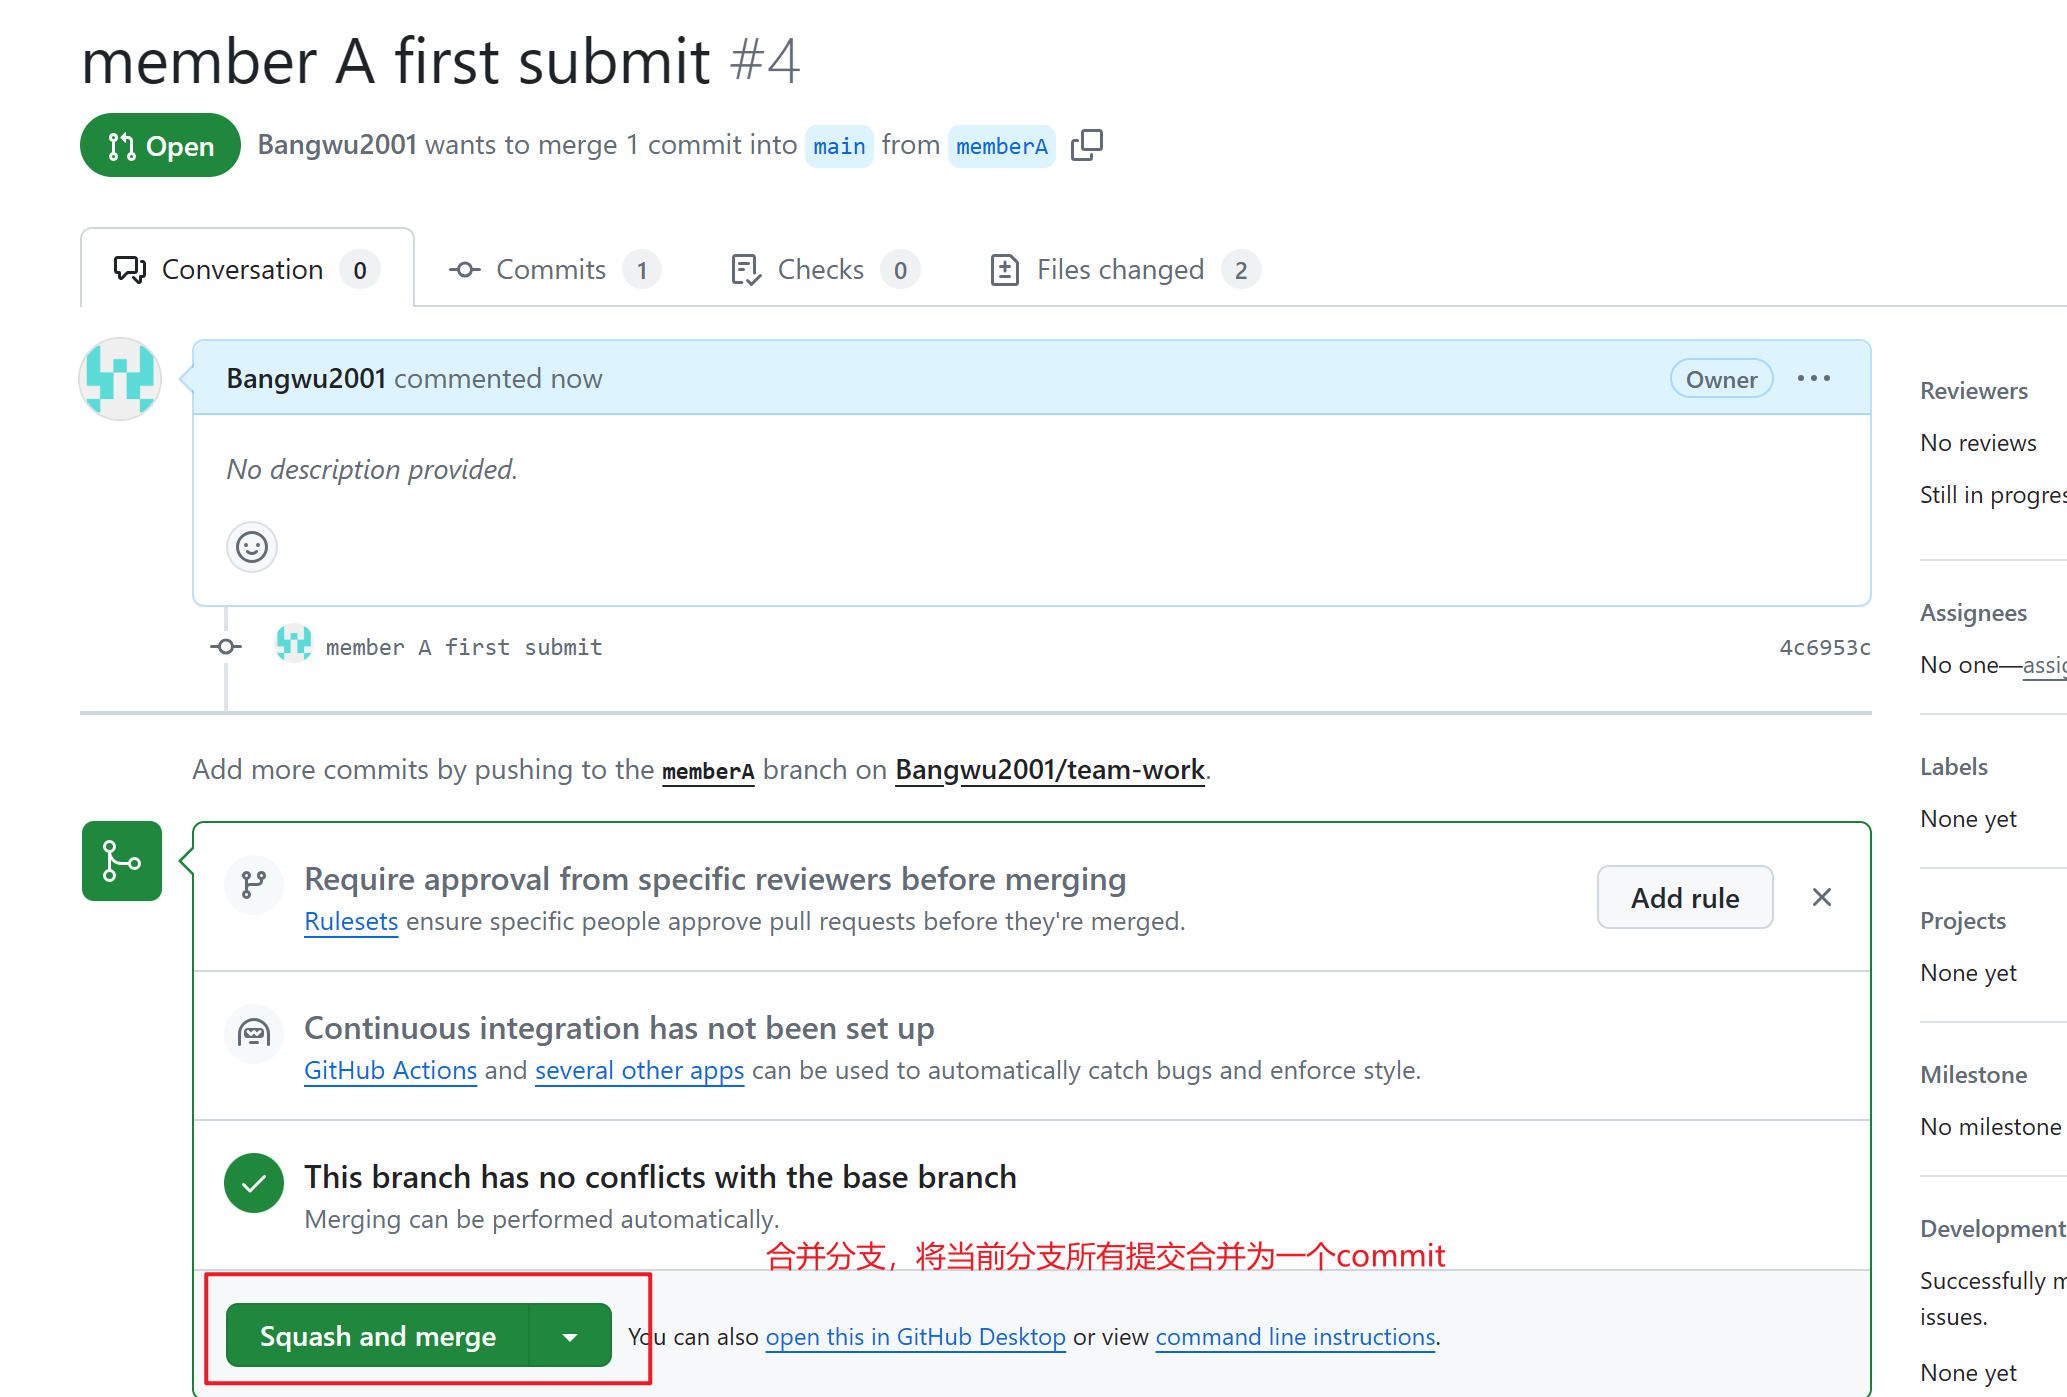 member A first submit #4
Open Bangwu2001 wants to merge 1 commit into main from memberA
Conversation 0 Commits 1 Checks 0 Files changed 2
Bangwu2001 commented now Owner
No description provided.
member A first submit 4c6953c
Add more commits by pushing to the memberA branch on Bangwu2001/team-work.
Require approval from specific reviewers before merging
Rulesets ensure specific people approve pull requests before they're merged.
Add rule
Continuous integration has not been set up
GitHub Actions and several other apps can be used to automatically catch bugs and enforce style.
This branch has no conflicts with the base branch
Merging can be performed automatically.
合并分支，将当前分支所有提交合并为一个commit
Squash and merge You can also open this in GitHub Desktop or view command line instructions.
Reviewers
No reviews
Still in progres
Assignees
No one—assig
Labels
None yet
Projects
None yet
Milestone
No milestone
Development
Successfully m
issues.
None yet